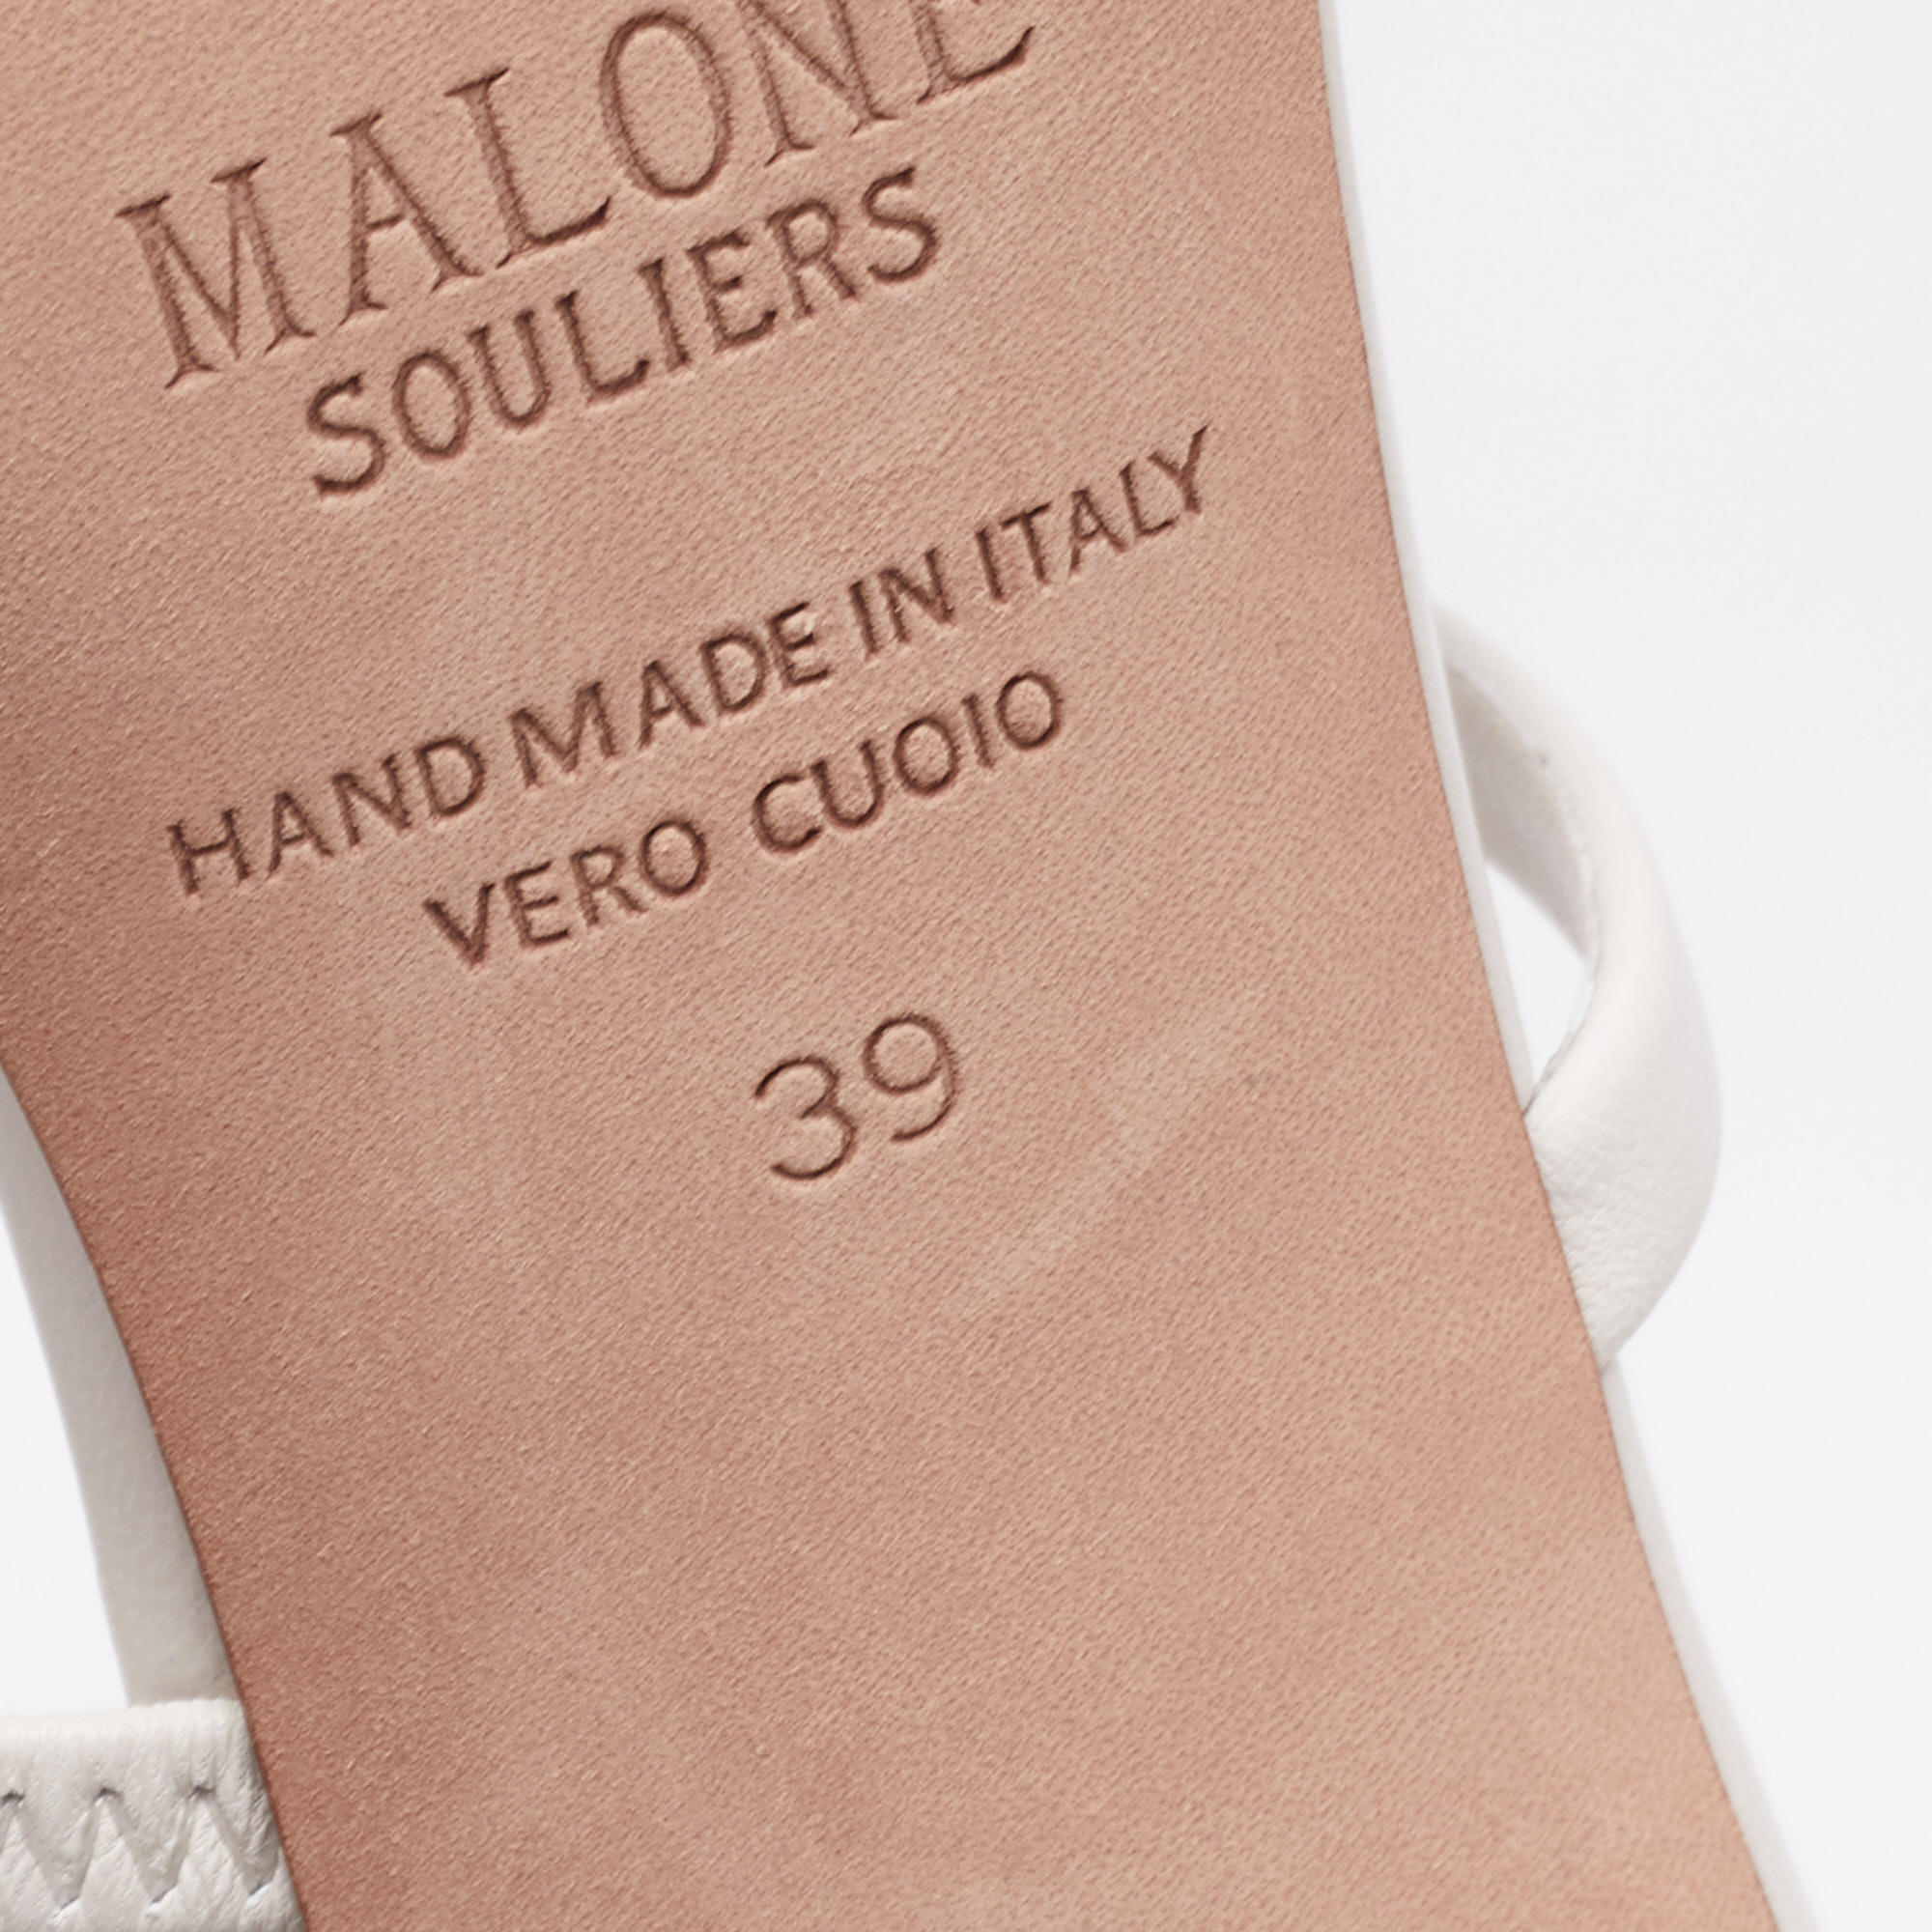 MALONE
SOULIERS
HAND MADE IN ITALY
VERO CUOIO
39